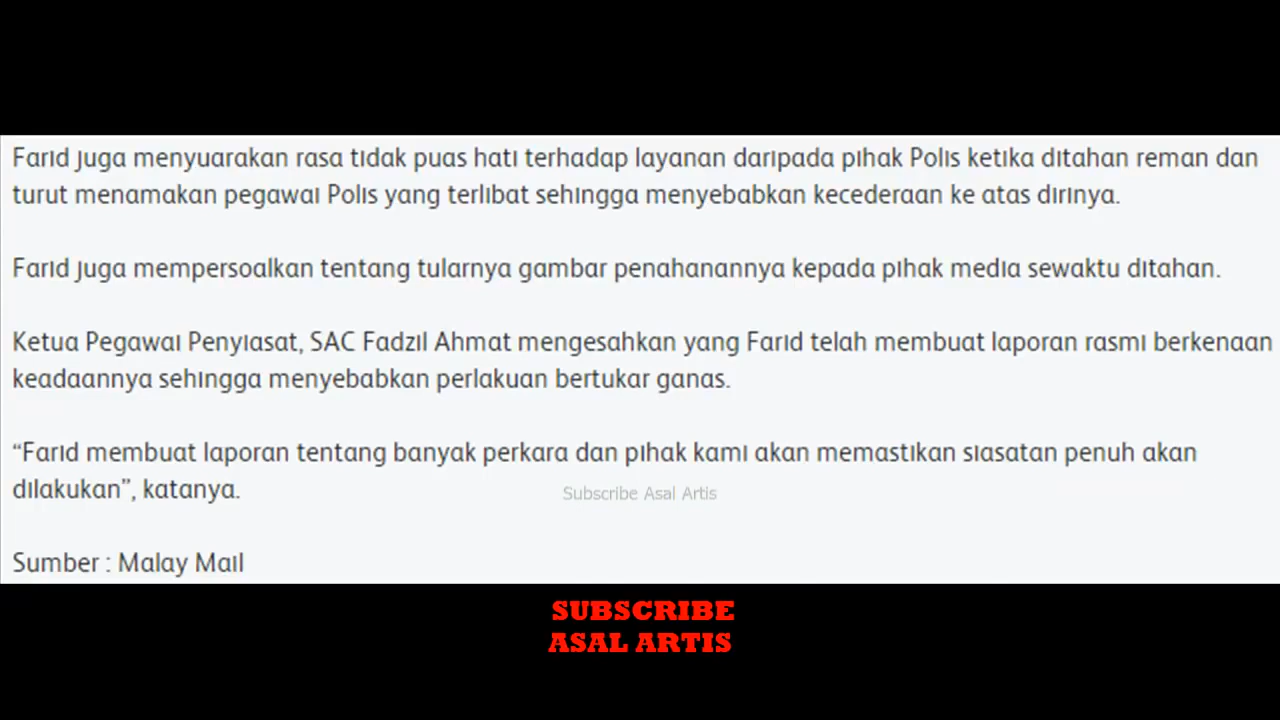 Farid juga menyuarakan rasa tidak puas hati terhadap layanan daripada pihak Polis ketika ditahan reman dan
turut menamakan pegawai Polis yang terlibat sehingga menyebabkan kecederaan ke atas dirinya.
Farid juga mempersoalkan tentang tularnya gambar penahanannya kepada pihak media sewaktu ditahan.
Ketua Pegawai Penyiasat, SAC Fadzil Ahmat mengesahkan yang Farid telah membuat laporan rasmi berkenaan
keadaannya sehingga menyebabkan perlakuan bertukar ganas.
“Farid membuat laporan tentang banyak perkara dan pihak kami akan memastikan siasatan penuh akan
dilakukan”, katanya.
Subscribe Asal Artis
Sumber : Malay Mail
SUBSCRIBE
ASAL ARTIS